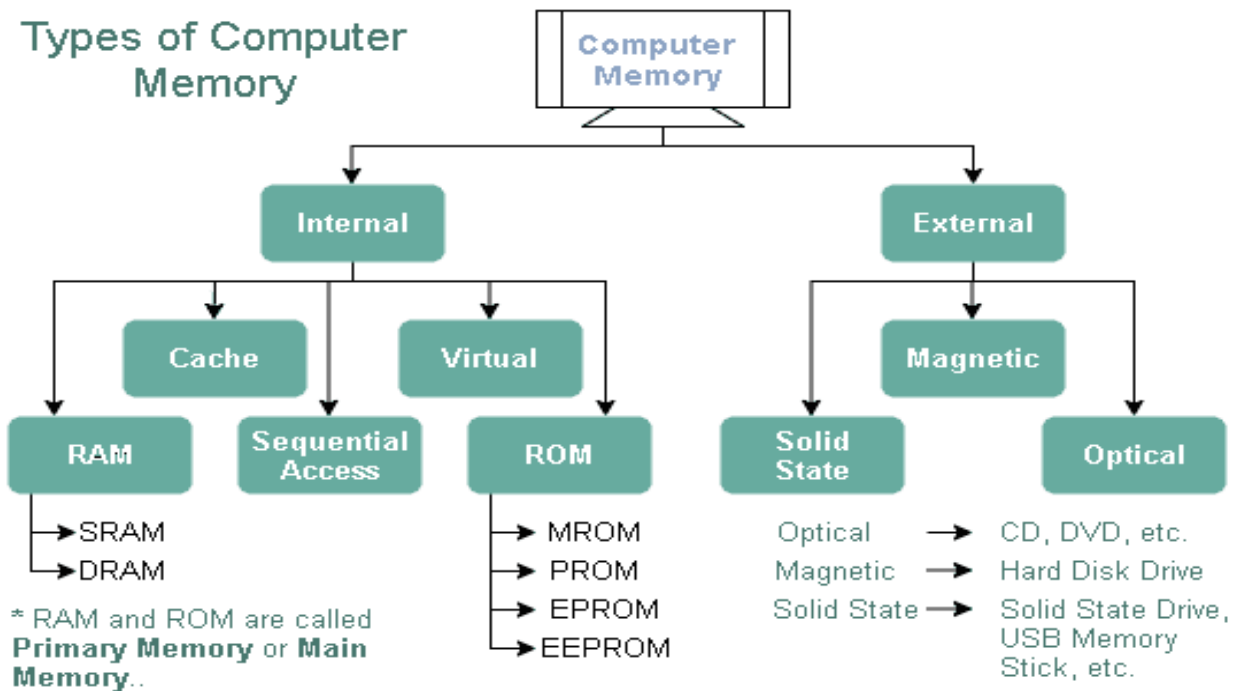 Types of Computer
Memory
Computer
Memory
Internal
External
Cache
Virtual
Magnetic
RAM
Sequential
Access
ROM
Solid
State
Optical
SRAM
DRAM
MROM
PROM
EPROM
EEPROM
* RAM and ROM are called
Primary Memory or Main
Memory..
Optical CD, DVD, etc.
Magnetic Hard Disk Drive
Solid State Solid State Drive,
USB Memory
Stick, etc.